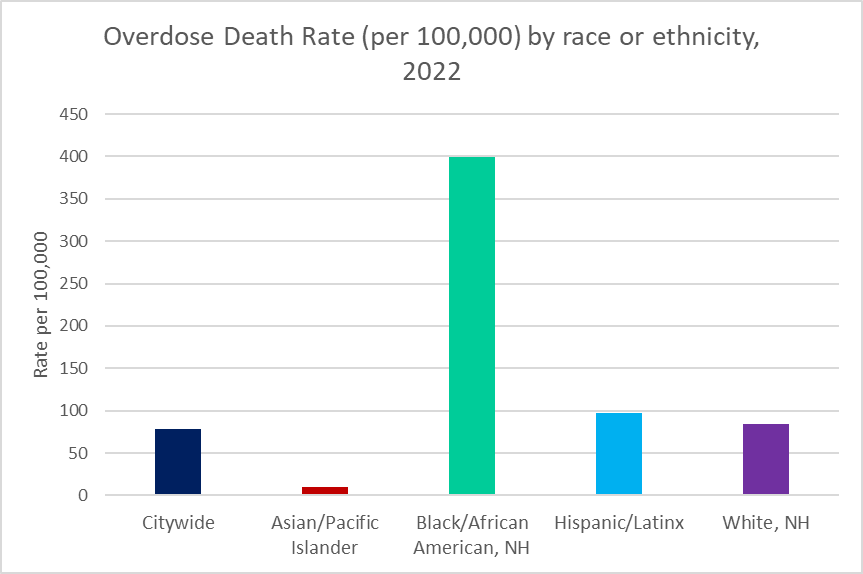 Overdose Death Rate (per 100,000) by race or ethnicity,
2022
450
400
350
300
250
200
150
100
50
0
Rate per 100,000
Citywide
Asian/Pacific
Islander
Black/African
American, NH
Hispanic/Latinx
White, NH